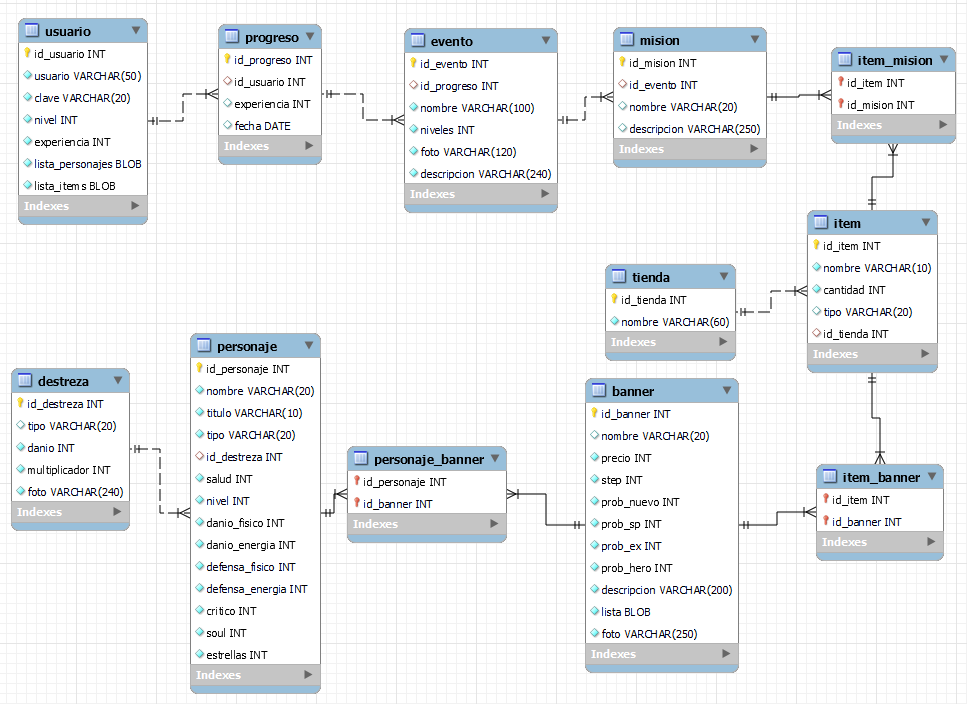 usuario
id_usuario INT
usuario VARCHAR(50)
clave VARCHAR(20)
nivel INT
experiencia INT
lista_personajes BLOB
lista_items BLOB
Indexes
progreso
id_progreso INT
id_usuario INT
experiencia INT
fecha DATE
Indexes
evento
id_evento INT
id_progreso INT
nombre VARCHAR(100)
niveles INT
foto VARCHAR(120)
descripcion VARCHAR(240)
Indexes
mision
id_mision INT
id_evento INT
nombre VARCHAR(20)
descripcion VARCHAR(250)
Indexes
item_mision
id_item INT
id_mision INT
Indexes
item
id_item INT
nombre VARCHAR(10)
cantidad INT
tipo VARCHAR(20)
id_tienda INT
Indexes
tienda
id_tienda INT
nombre VARCHAR(60)
Indexes
destreza
id_destreza INT
tipo VARCHAR(20)
danio INT
multiplicador INT
foto VARCHAR(240)
Indexes
personaje
id_personaje INT
nombre VARCHAR(20)
titulo VARCHAR(10)
tipo VARCHAR(20)
id_destreza INT
salud INT
nivel INT
danio_fisico INT
danio_energia INT
defensa_fisico INT
defensa_energia INT
critico INT
soul INT
estrellas INT
Indexes
personaje_banner
id_personaje INT
id_banner INT
Indexes
banner
id_banner INT
nombre VARCHAR(20)
precio INT
step INT
prob_nuevo INT
prob_sp INT
prob_ex INT
prob_hero INT
descripcion VARCHAR(200)
lista BLOB
foto VARCHAR(250)
Indexes
item_banner
id_item INT
id_banner INT
Indexes